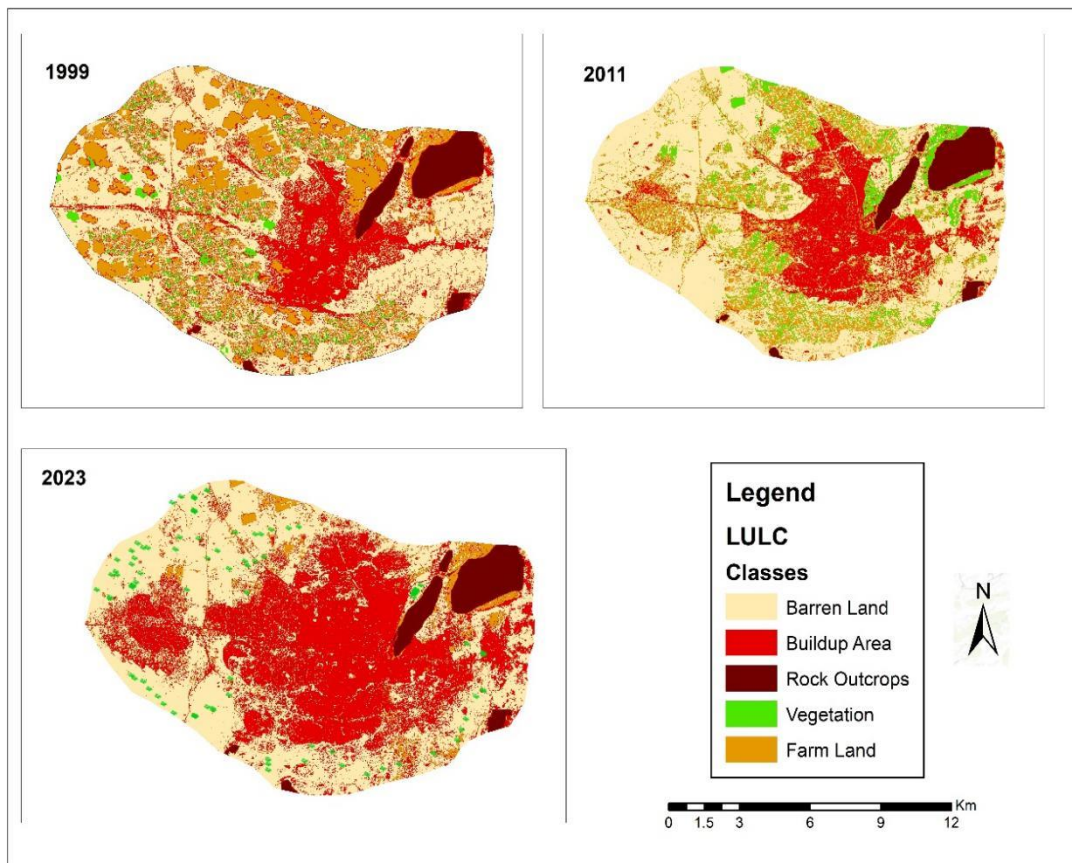 1999
2011
2023
Legend
LULC
Classes
Barren Land
Buildup Area
Rock Outcrops
Vegetation
Farm Land
N
Km
0 1.5 3 6 9 12